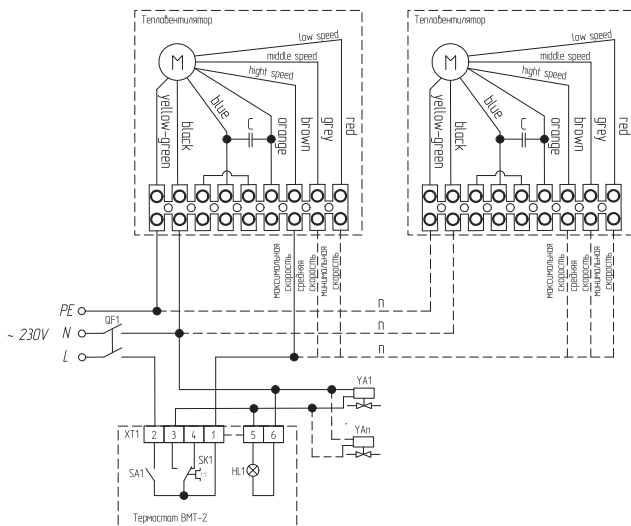 Тепловентилятор
M
low speed
middle speed
hight speed
yellow-green
black
blue
C
orange
brown
grey
red
Тепловентилятор
M
low speed
middle speed
hight speed
yellow-green
black
blue
C
orange
brown
grey
red
максимальная скорость
средняя скорость
минимальная скорость
максимальная скорость
средняя скорость
минимальная скорость
PE
n
~ 230V
QF1
N
n
L
n
YA1
YAn
XT1
2
3
4
1
5
6
SA1
SK1
t°C
HL1
Термостат BMT-2